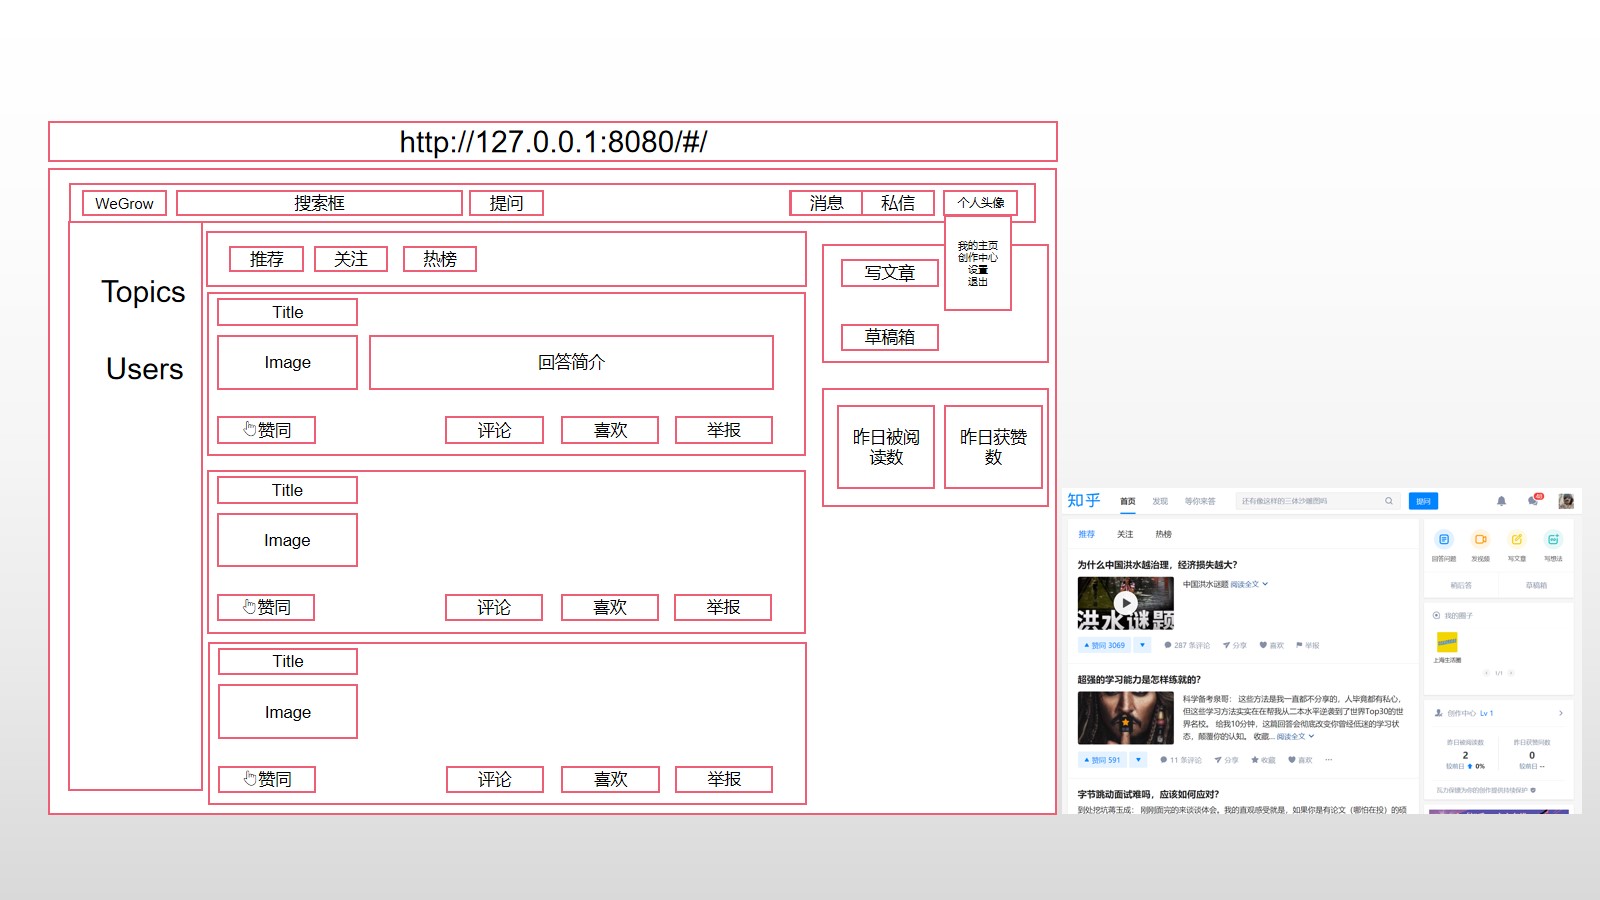 http://127.0.0.1:8080/#/
WeGrow
搜索框
提问
消息
私信
个人头像
我的主页
创作中心
设置
退出
Topics
Users
推荐
关注
热榜
写文章
草稿箱
Title
Image
回答简介
赞同
评论
喜欢
举报
昨日被阅
读数
昨日获赞
数
Title
Image
赞同
评论
喜欢
举报
Title
Image
赞同
评论
喜欢
举报
知乎
首页
发现
等你来答
还有像这样的三体沙雕图吗
提问
推荐
关注
热榜
为什么中国洪水越治理，经济损失越大？
洪水谜题
中国洪水谜题 阅读全文
赞同 3069
287 条评论
分享
喜欢
举报
超强的学习能力是怎样练就的？
科学备考泉哥： 这些方法是我一直都不分享的，人毕竟都有私心，
但这些学习方法实实在在帮我从二本水平逆袭到了世界Top30的世
界名校。 给我10分钟，这篇回答会彻底改变你曾经低迷的学习状
态，颠覆你的认知。 收藏... 阅读全文
赞同 591
11 条评论
分享
收藏
喜欢
字节跳动面试难吗，应该如何应对？
到处挖坑蒋玉成： 刚刚面完的来谈谈体会。我的直观感受就是，如果你是有论文（哪怕在投）的硕
回答问题
发视频
写文章
写想法
稍后答
草稿箱
我的圈子
上海生活圈
1/1
创作中心 Lv 1
昨日被阅读数
2
较前日 0%
昨日获赞同数
0
较前日 --
瓦力保镖为你的创作提供持续保护